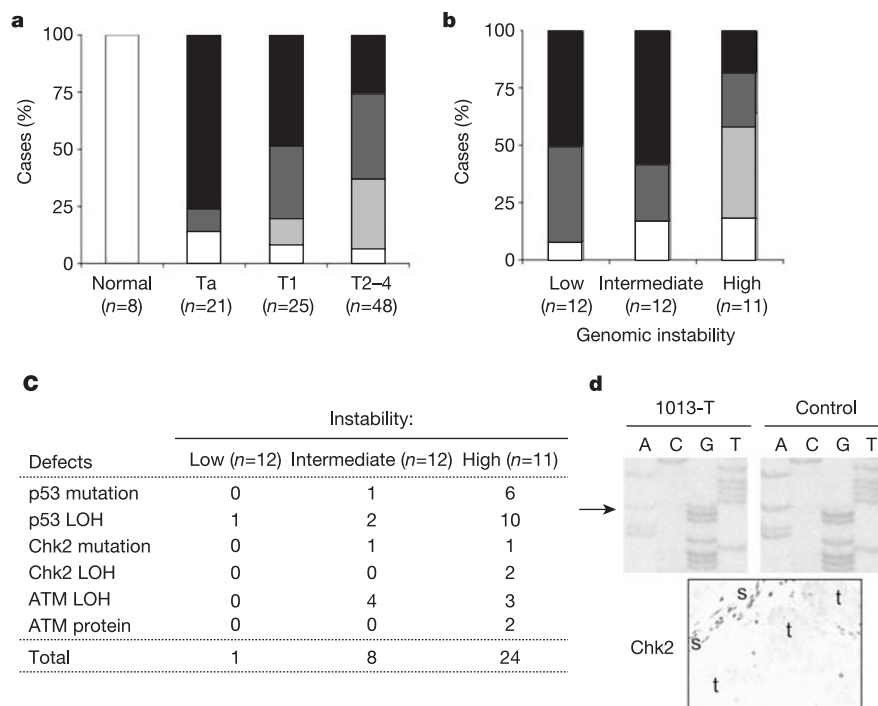 a
Cases (%)
100
75
50
25
0
Normal
(n=8)
Ta
(n=21)
T1
(n=25)
T2–4
(n=48)
b
Cases (%)
100
75
50
25
0
Low
(n=12)
Intermediate
(n=12)
High
(n=11)
Genomic instability
c
Instability:
Defects Low (n=12) Intermediate (n=12) High (n=11)
p53 mutation 0 1 6
p53 LOH 1 2 10
Chk2 mutation 0 1 1
Chk2 LOH 0 0 2
ATM LOH 0 4 3
ATM protein 0 0 2
Total 1 8 24
d
1013-T Control
A C G T A C G T
Chk2
s t
s t
t